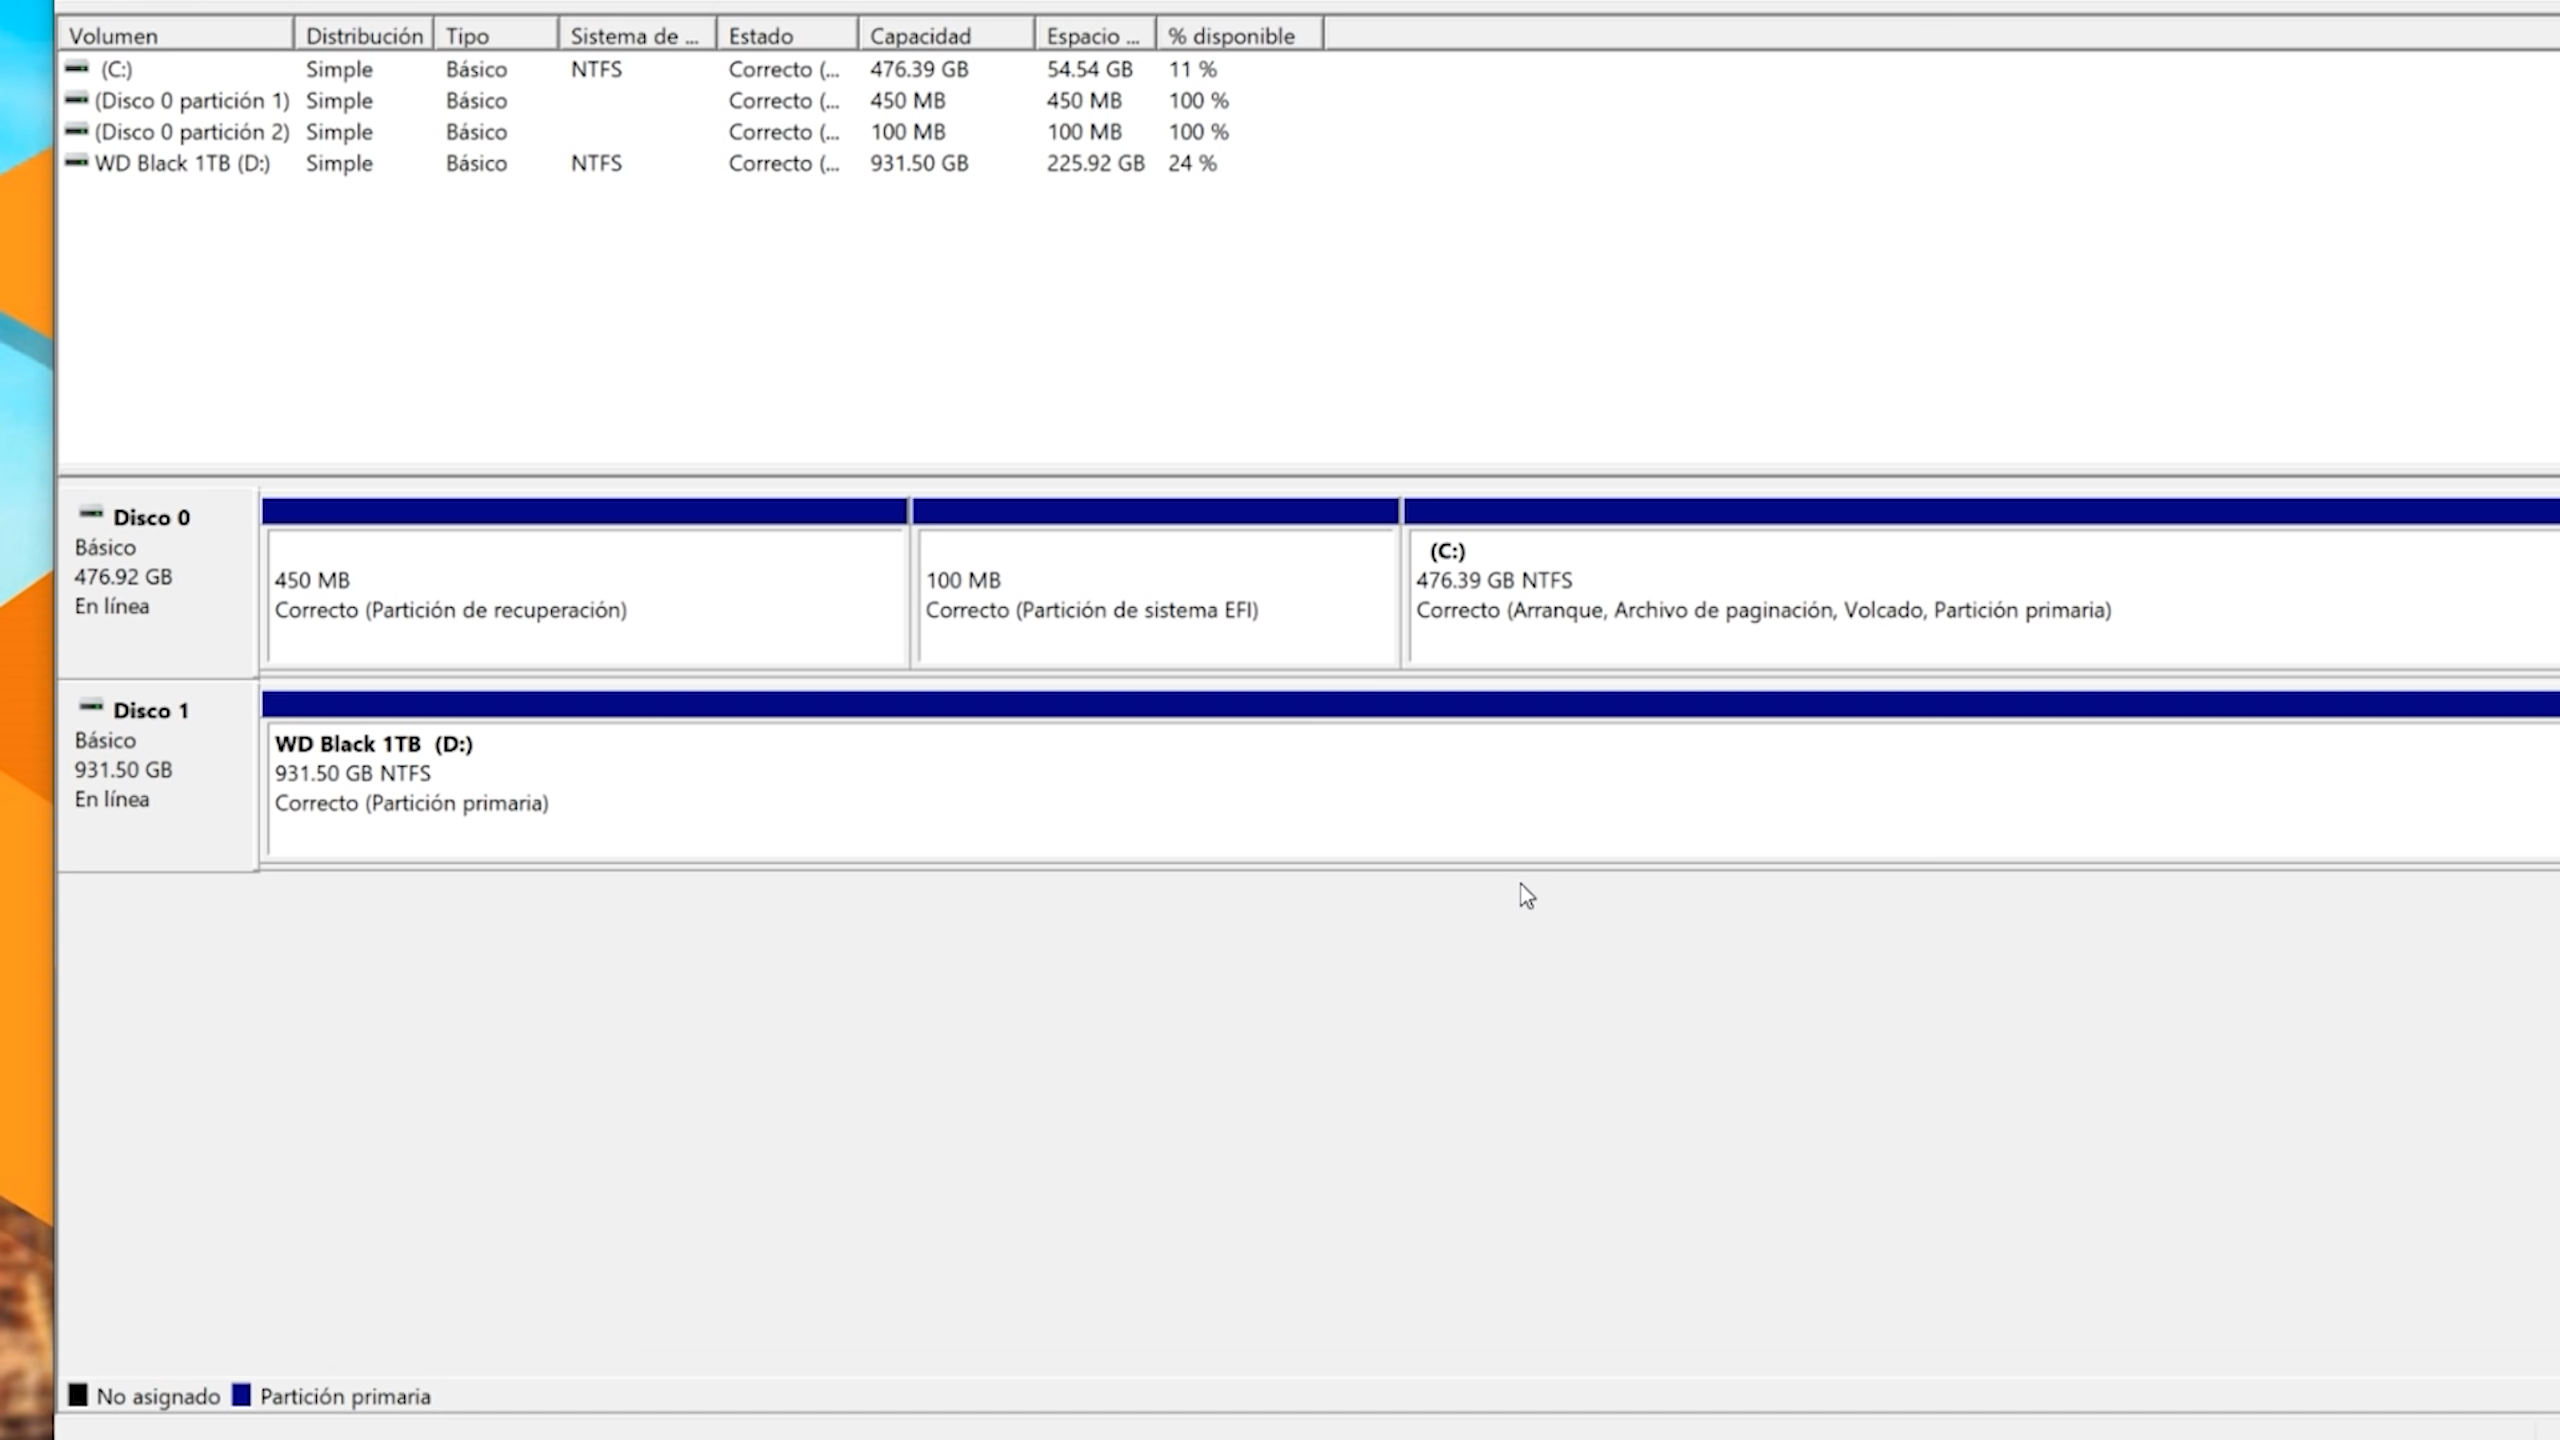 Volumen Distribución Tipo Sistema de ... Estado Capacidad Espacio ... % disponible
(C:) Simple Básico NTFS Correcto (... 476.39 GB 54.54 GB 11 %
(Disco 0 partición 1) Simple Básico Correcto (... 450 MB 450 MB 100 %
(Disco 0 partición 2) Simple Básico Correcto (... 100 MB 100 MB 100 %
WD Black 1TB (D:) Simple Básico NTFS Correcto (... 931.50 GB 225.92 GB 24 %
Disco 0
Básico
476.92 GB
En línea
450 MB
Correcto (Partición de recuperación)
100 MB
Correcto (Partición de sistema EFI)
(C:)
476.39 GB NTFS
Correcto (Arranque, Archivo de paginación, Volcado, Partición primaria)
Disco 1
Básico
931.50 GB
En línea
WD Black 1TB (D:)
931.50 GB NTFS
Correcto (Partición primaria)
No asignado Partición primaria